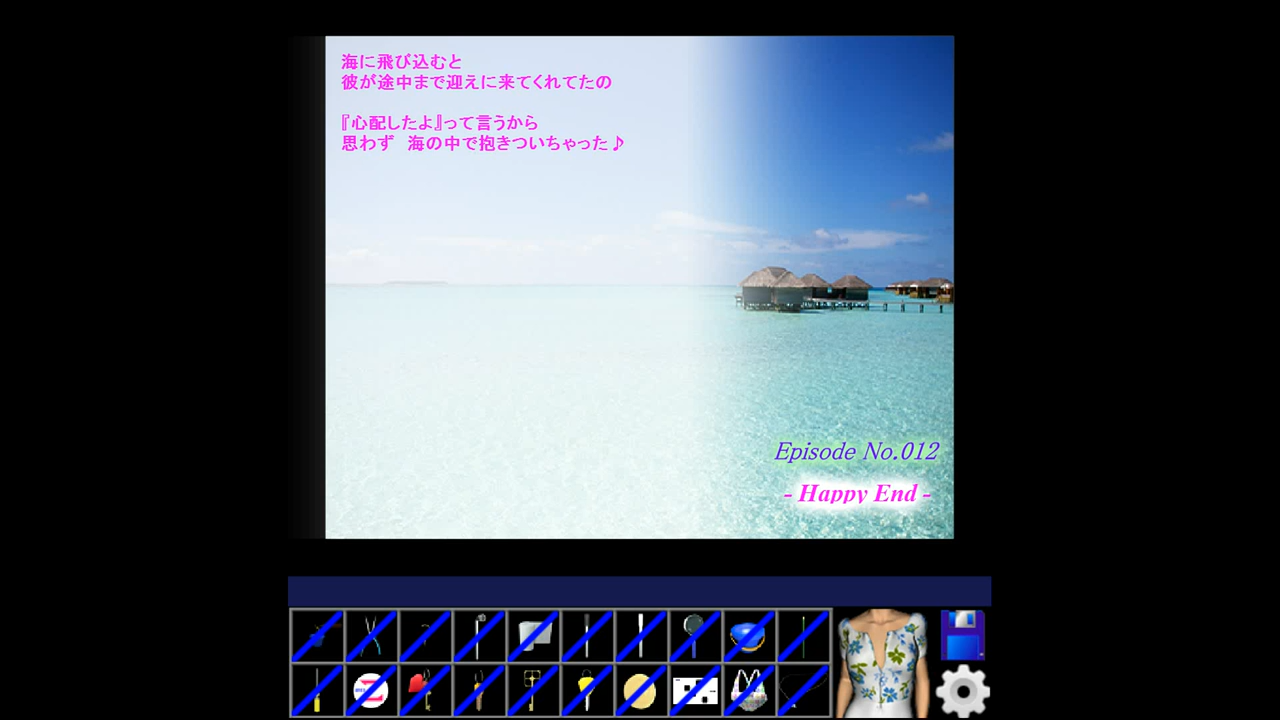 海に飛び込むと
彼が途中まで迎えに来てくれてたの
『心配したよ』って言うから
思わず　海の中で抱きついちゃった♪
Episode No.012
- Happy End -